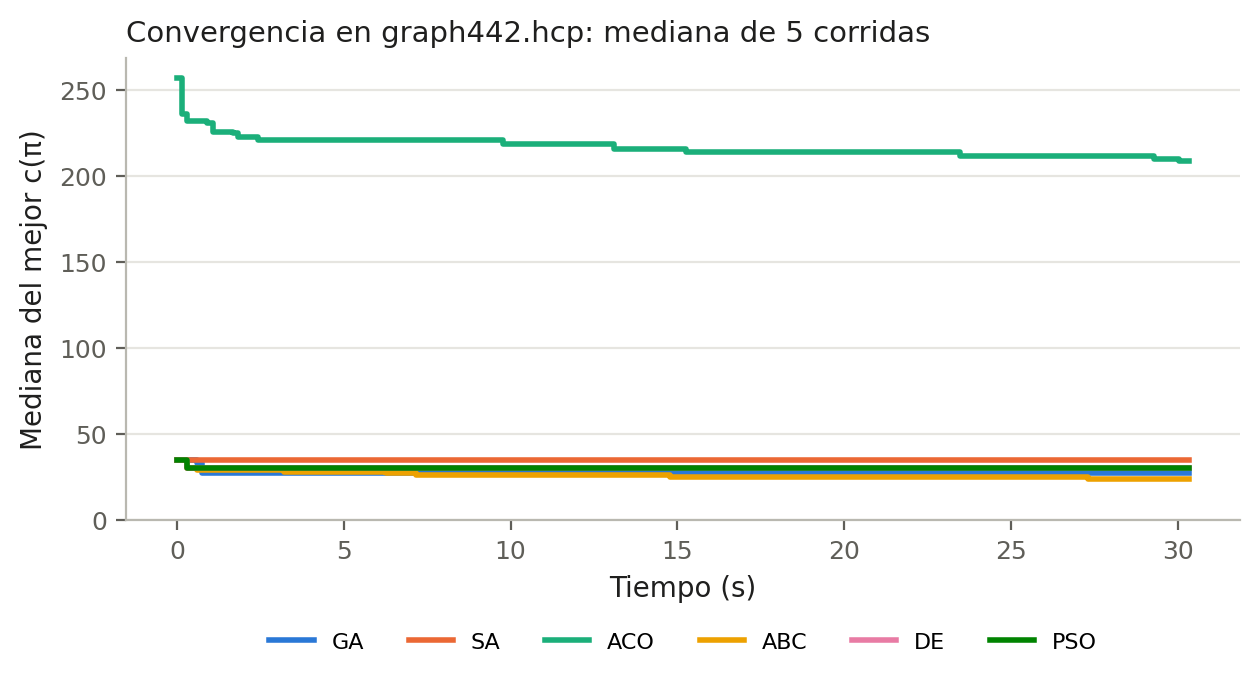 Convergencia en graph442.hcp: mediana de 5 corridas
Mediana del mejor c(π)
250
200
150
100
50
0
0 5 10 15 20 25 30
Tiempo (s)
GA SA ACO ABC DE PSO